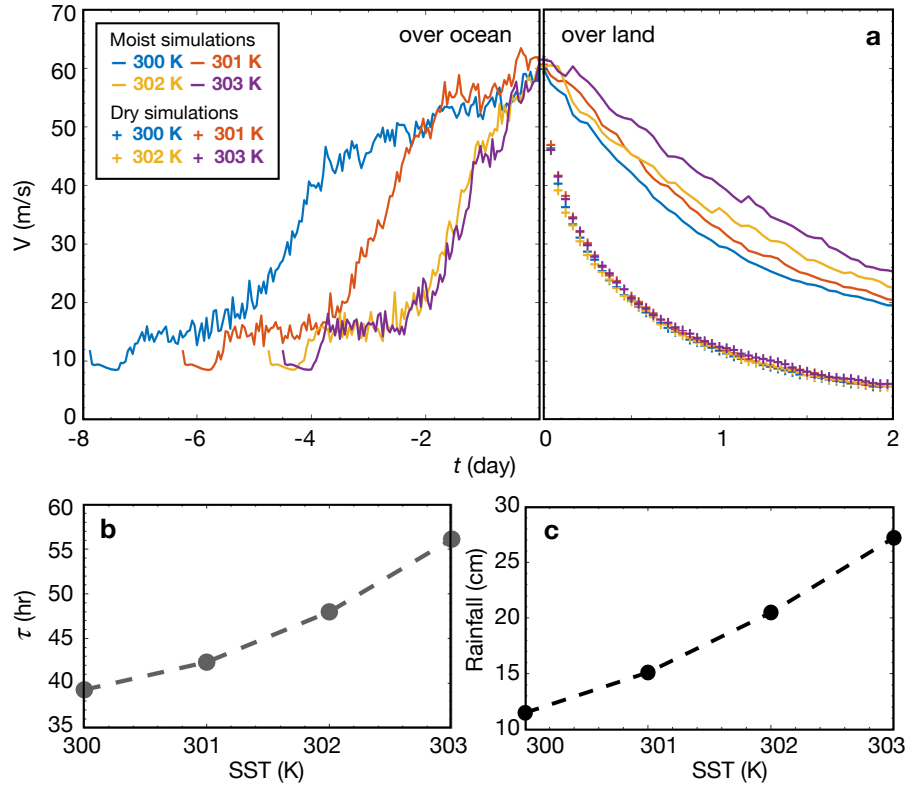 Moist simulations
300 K 301 K
302 K 303 K
Dry simulations
+ 300 K + 301 K
+ 302 K + 303 K
over ocean
over land
a
V (m/s)
70
60
50
40
30
20
10
0
-8 -6 -4 -2 0 1 2
t (day)
b
τ (hr)
60
55
50
45
40
35
300 301 302 303
SST (K)
c
Rainfall (cm)
30
25
20
15
10
300 301 302 303
SST (K)